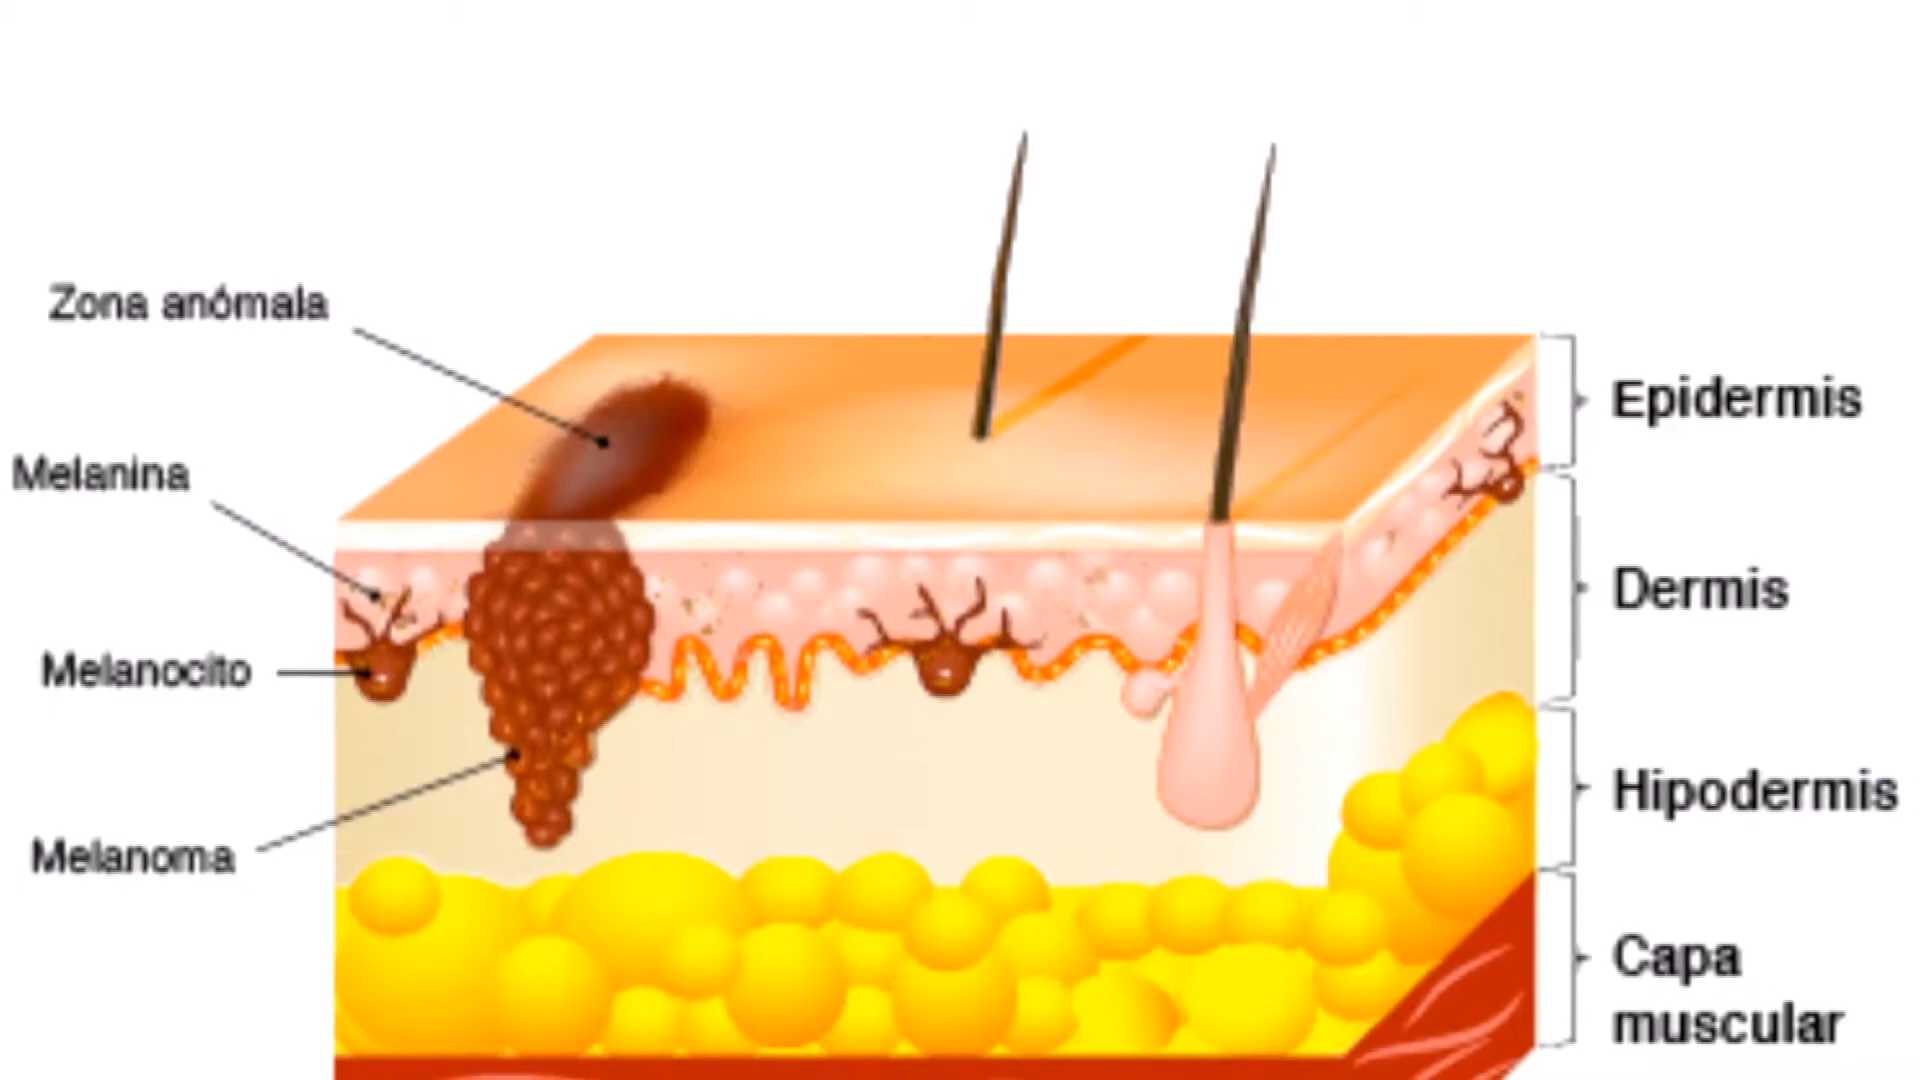 Zona anómala
Melanina
Melanocito
Melanoma
Epidermis
Dermis
Hipodermis
Capa
muscular